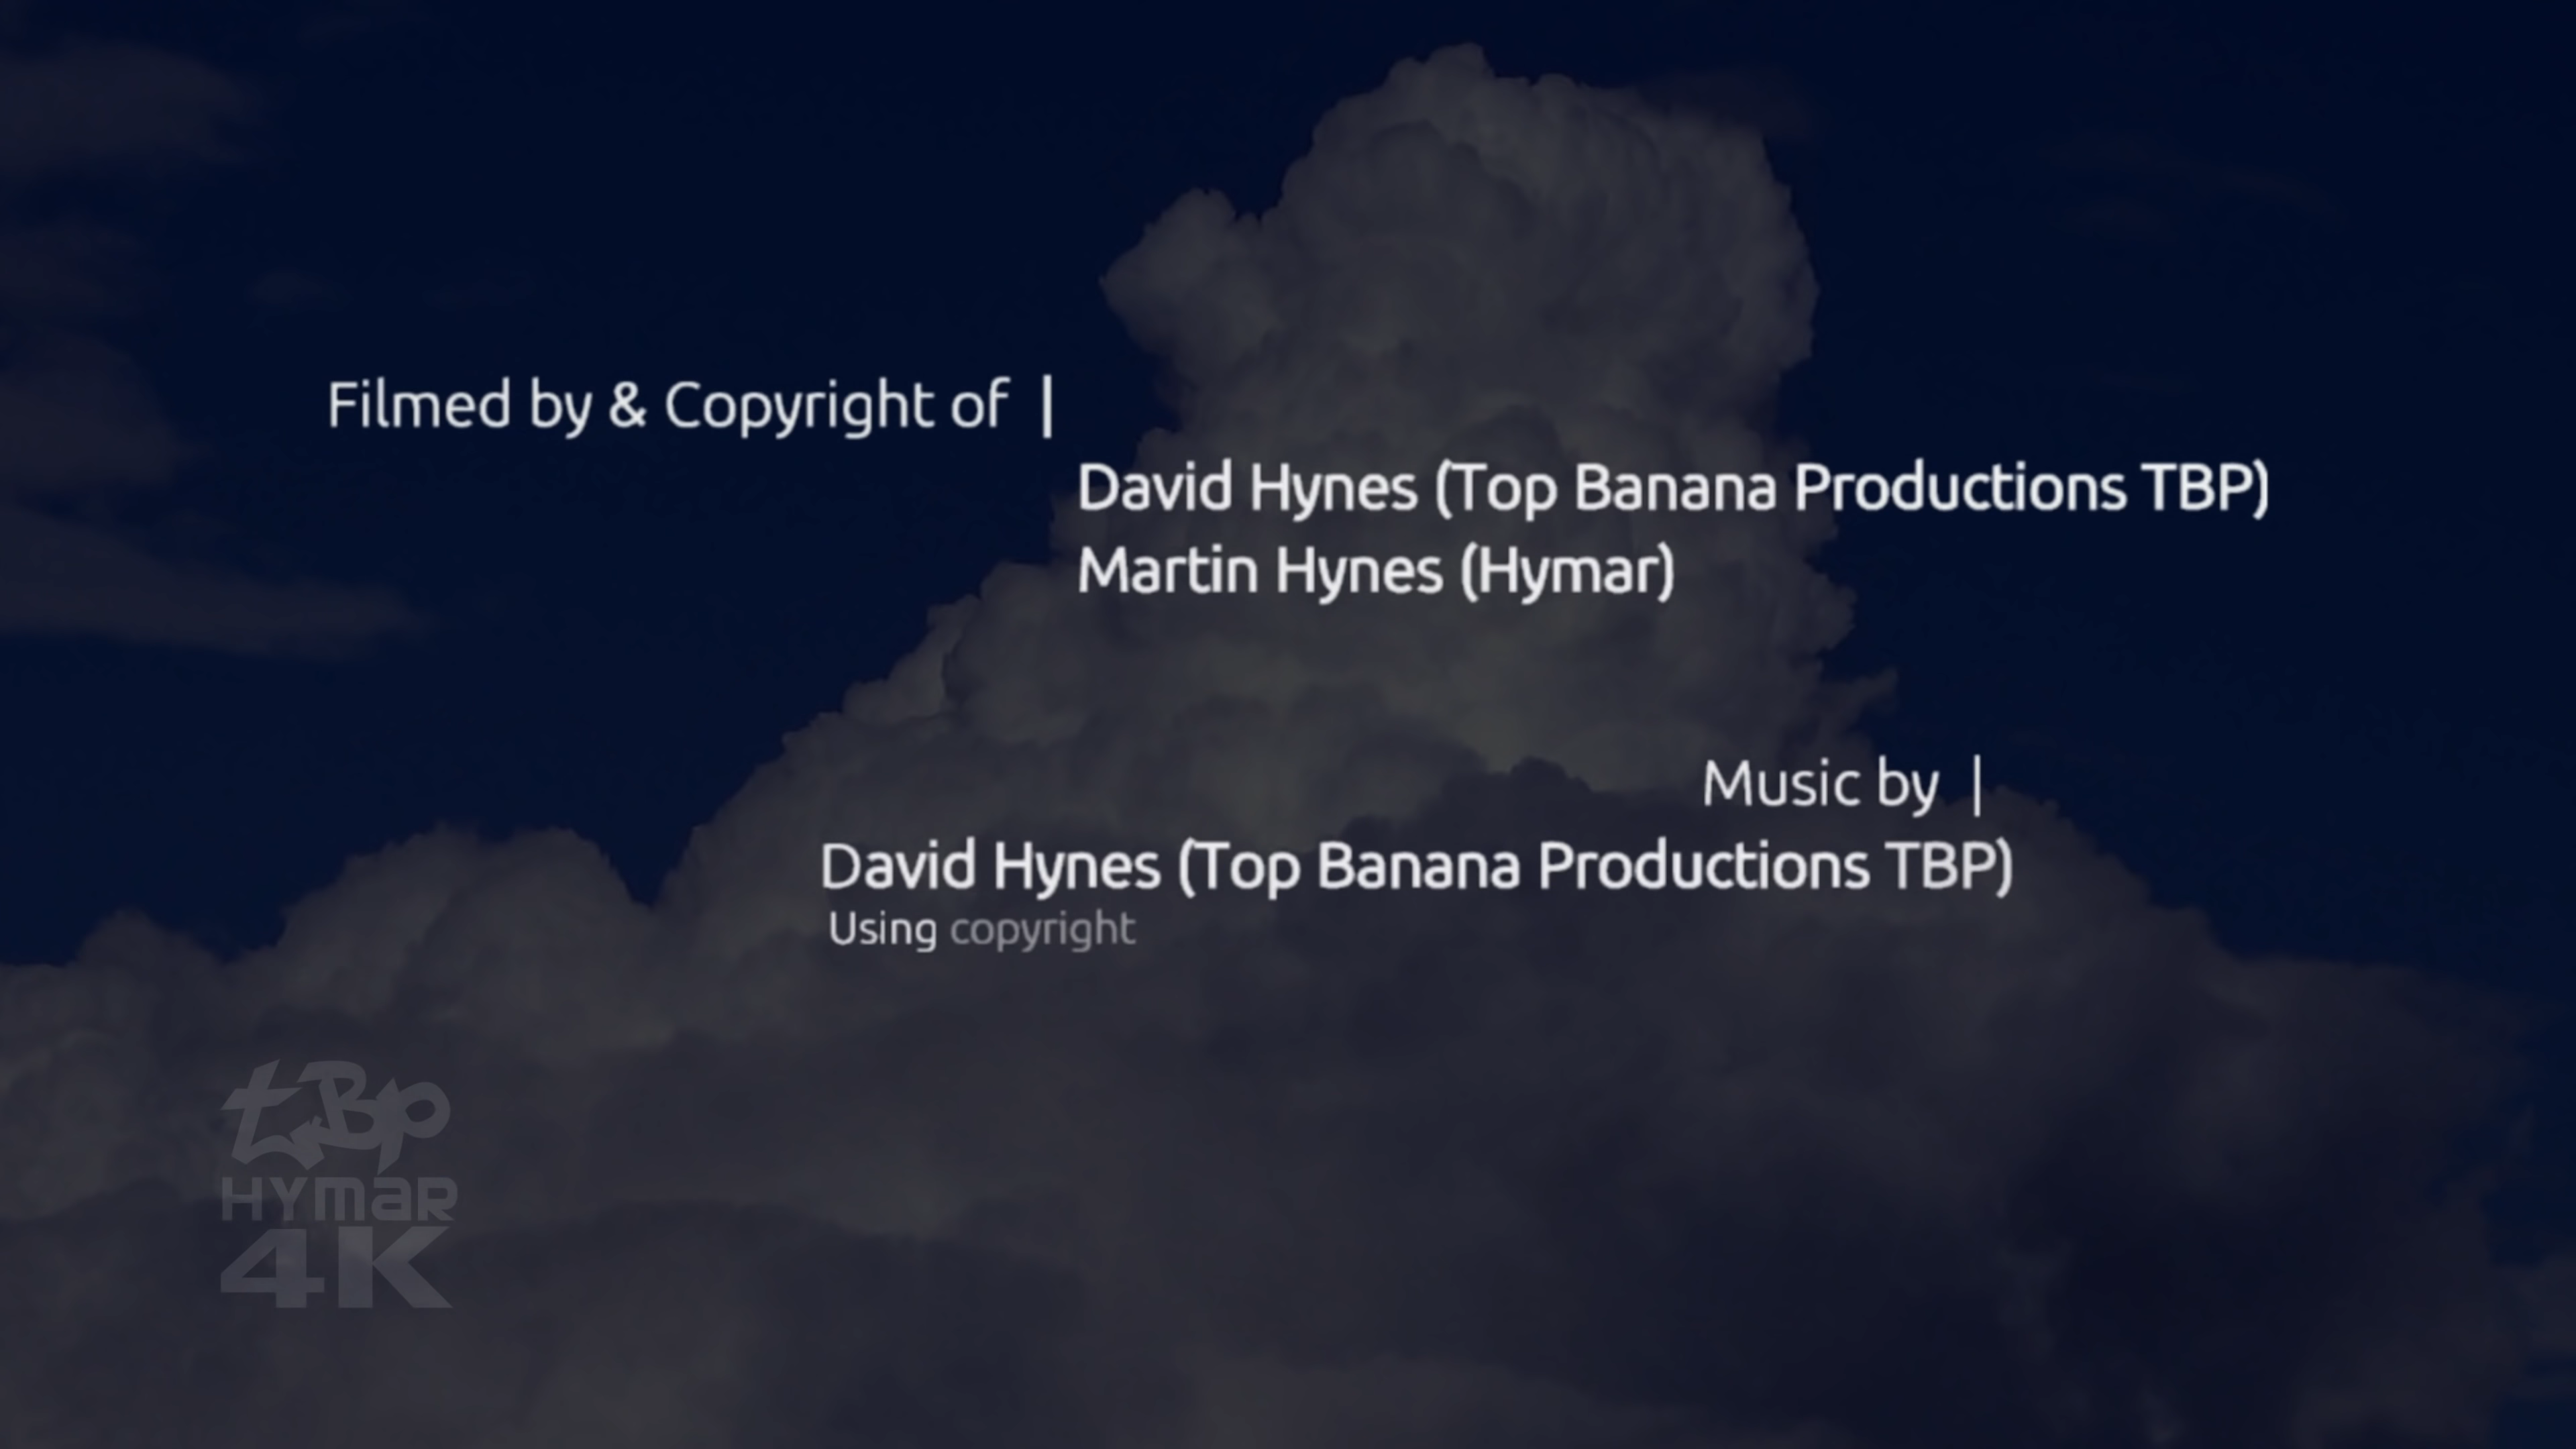 Filmed by & Copyright of |
David Hynes (Top Banana Productions TBP)
Martin Hynes (Hymar)
Music by |
David Hynes (Top Banana Productions TBP)
Using copyright
tBp
HYmaR
4K